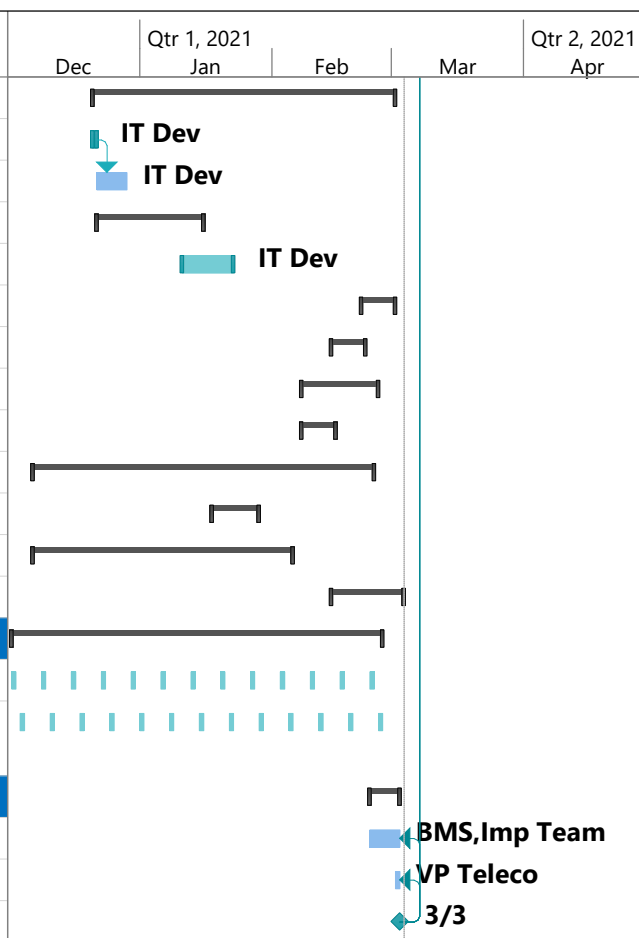 Qtr 1, 2021 Qtr 2, 2021
Dec Jan Feb Mar Apr
IT Dev
IT Dev
IT Dev
BMS,Imp Team
VP Teleco
3/3